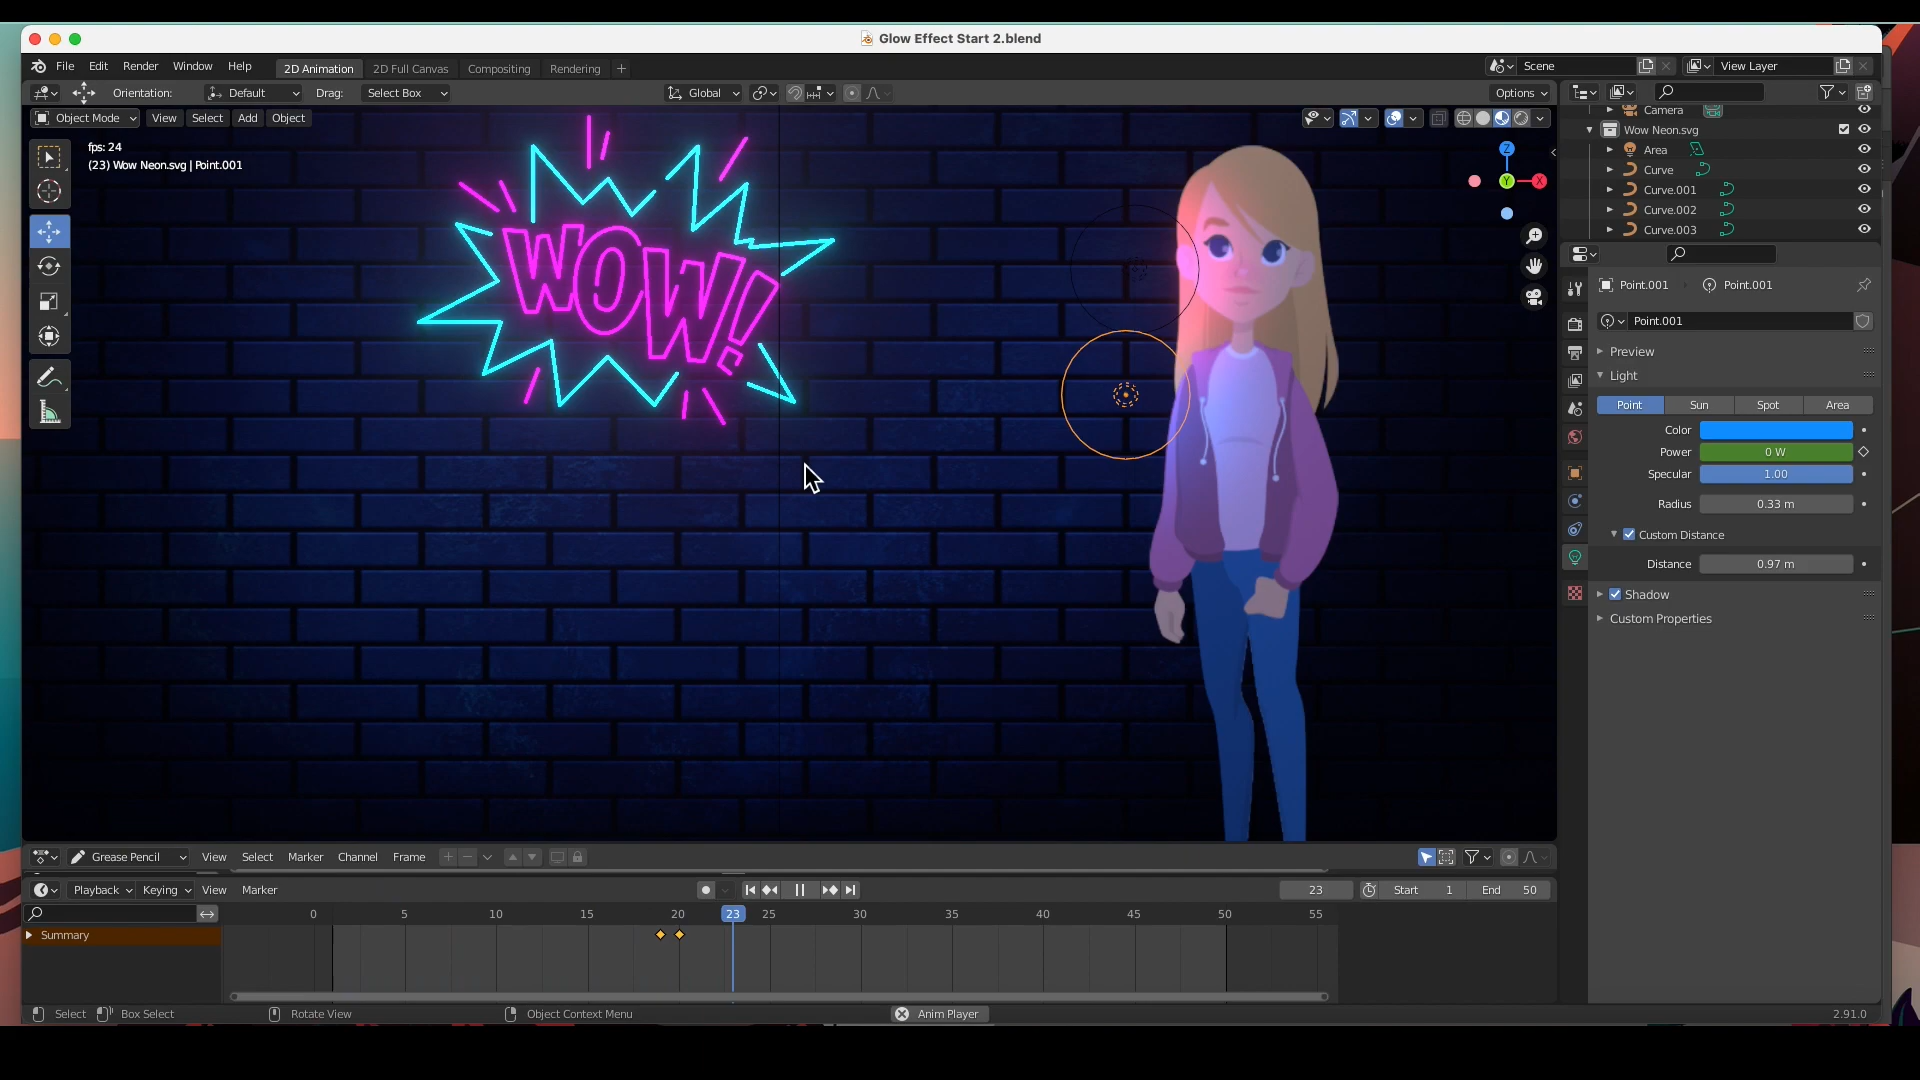 Glow Effect Start 2.blend
File Edit Render Window Help 2D Animation 2D Full Canvas Compositing Rendering + Scene View Layer
Orientation: Default Drag: Select Box Global Options
Object Mode View Select Add Object
fps: 24
(23) Wow Neon.svg | Point.001
WOW!
Z
Y
X
Camera
Wow Neon.svg
Area
Curve
Curve.001
Curve.002
Curve.003
Point.001 Point.001
Point.001
Preview
Light
Point Sun Spot Area
Color
Power 0 W
Specular 1.00
Radius 0.33 m
Custom Distance
Distance 0.97 m
Shadow
Custom Properties
Grease Pencil View Select Marker Channel Frame
Playback Keying View Marker 23 Start 1 End 50
0 5 10 15 20 23 25 30 35 40 45 50 55
Summary
Select Box Select Rotate View Object Context Menu Anim Player 2.91.0